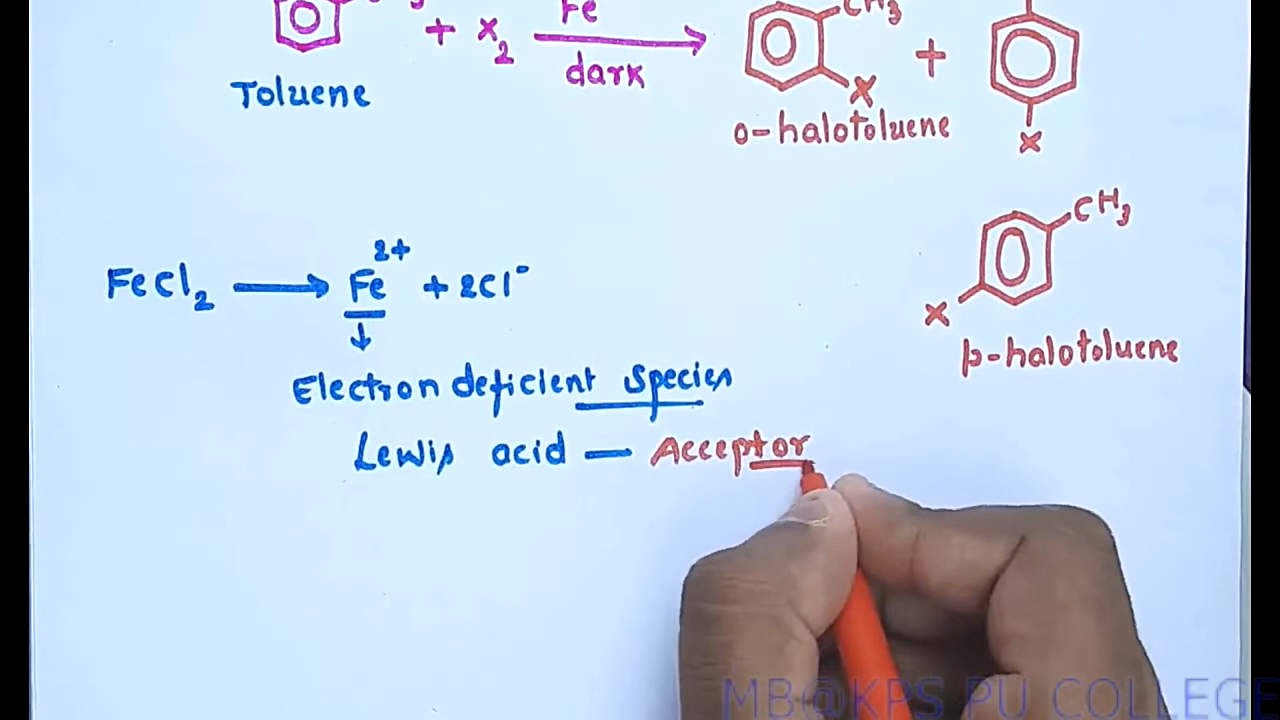 + X2 Fe CH3 +
dark
Toluene
X
o-halotoluene
X
CH3
FeCl2 ⟶ Fe2+ + 2Cl-
X
↓
p-halotoluene
Electron deficient species
Lewis acid — Acceptor
MB@KPS PU COLLEGE